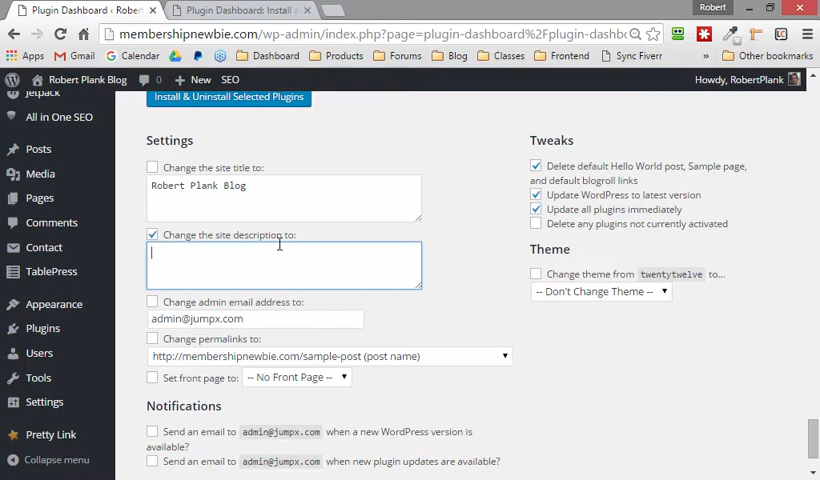 Plugin Dashboard ‹ Robert P
Plugin Dashboard: Install a
Robert
membershipnewbie.com/wp-admin/index.php?page=plugin-dashboard%2Fplugin-dashb
Apps
Gmail
Calendar
Dashboard
Products
Forums
Blog
Classes
Frontend
Sync Fiverr
Other bookmarks
Robert Plank Blog
0
New
SEO
Howdy, RobertPlank
Jetpack
All in One SEO
Posts
Media
Pages
Comments
Contact
TablePress
Appearance
Plugins
Users
Tools
Settings
Pretty Link
Collapse menu
Install & Uninstall Selected Plugins
Settings
Change the site title to:
Robert Plank Blog
Change the site description to:
Change admin email address to:
admin@jumpx.com
Change permalinks to:
http://membershipnewbie.com/sample-post (post name)
Set front page to: -- No Front Page --
Notifications
Send an email to admin@jumpx.com when a new WordPress version is
available?
Send an email to admin@jumpx.com when new plugin updates are available?
Tweaks
Delete default Hello World post, Sample page,
and default blogroll links
Update WordPress to latest version
Update all plugins immediately
Delete any plugins not currently activated
Theme
Change theme from twentytwelve to...
-- Don't Change Theme --